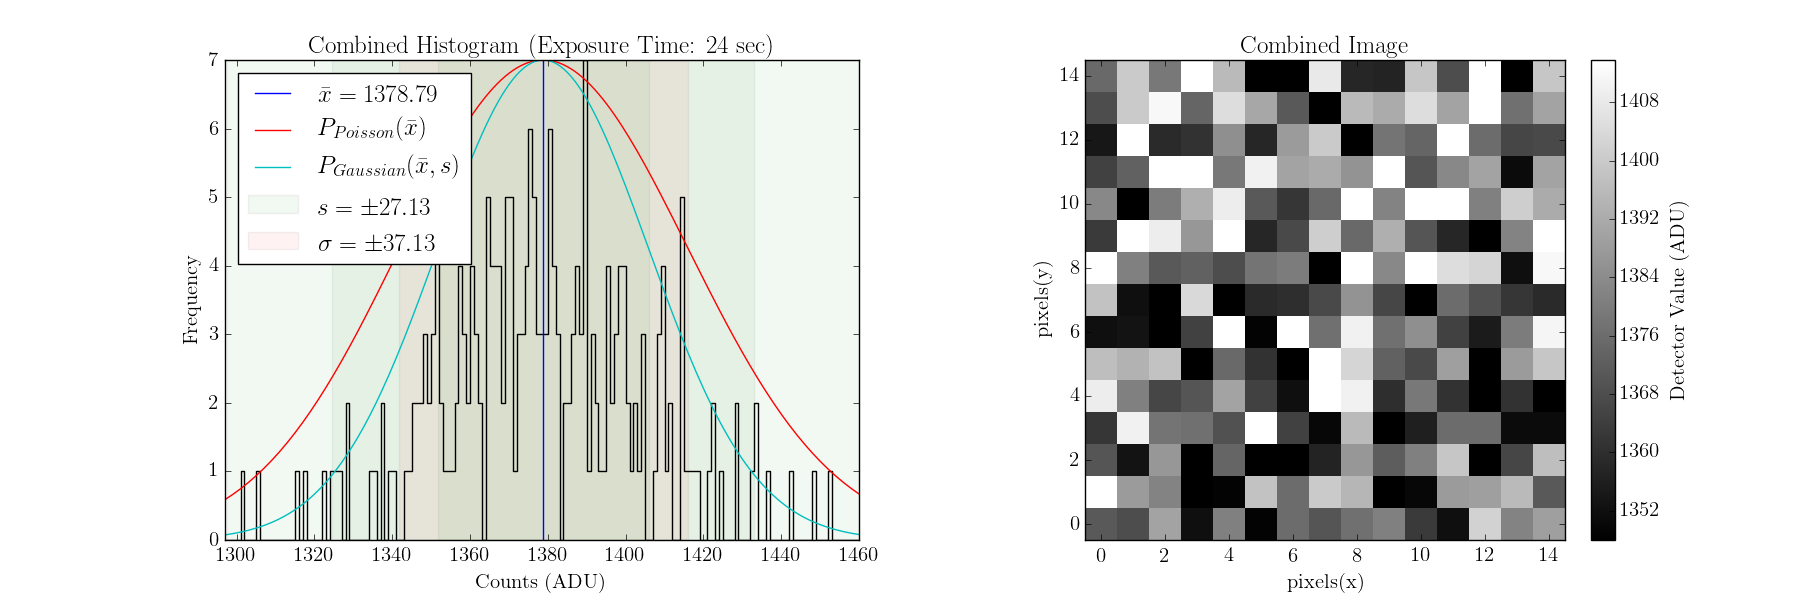 Combined Histogram (Exposure Time: 24 sec)
7
6
5
4
3
2
1
0
Frequency
x̄ = 1378.79
P_Poisson(x̄)
P_Gaussian(x̄, s)
s = ±27.13
σ = ±37.13
1300 1320 1340 1360 1380 1400 1420 1440 1460
Counts (ADU)
Combined Image
14
12
10
8
6
4
2
0
pixels(y)
0 2 4 6 8 10 12 14
pixels(x)
1408
1400
1392
1384
1376
1368
1360
1352
Detector Value (ADU)